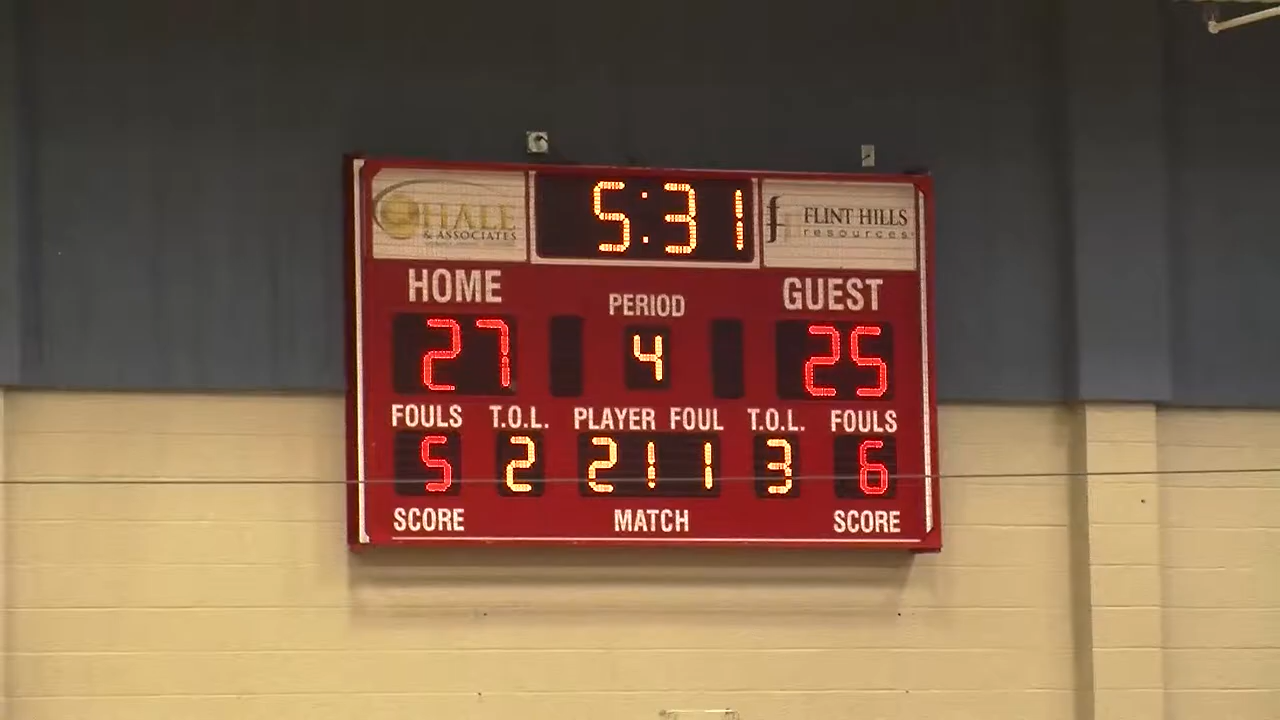 HALE
& ASSOCIATES
5:31
FLINT HILLS
resources
HOME
PERIOD
GUEST
27
4
25
FOULS T.O.L. PLAYER FOUL T.O.L. FOULS
5 2 21 1 3 6
SCORE MATCH SCORE